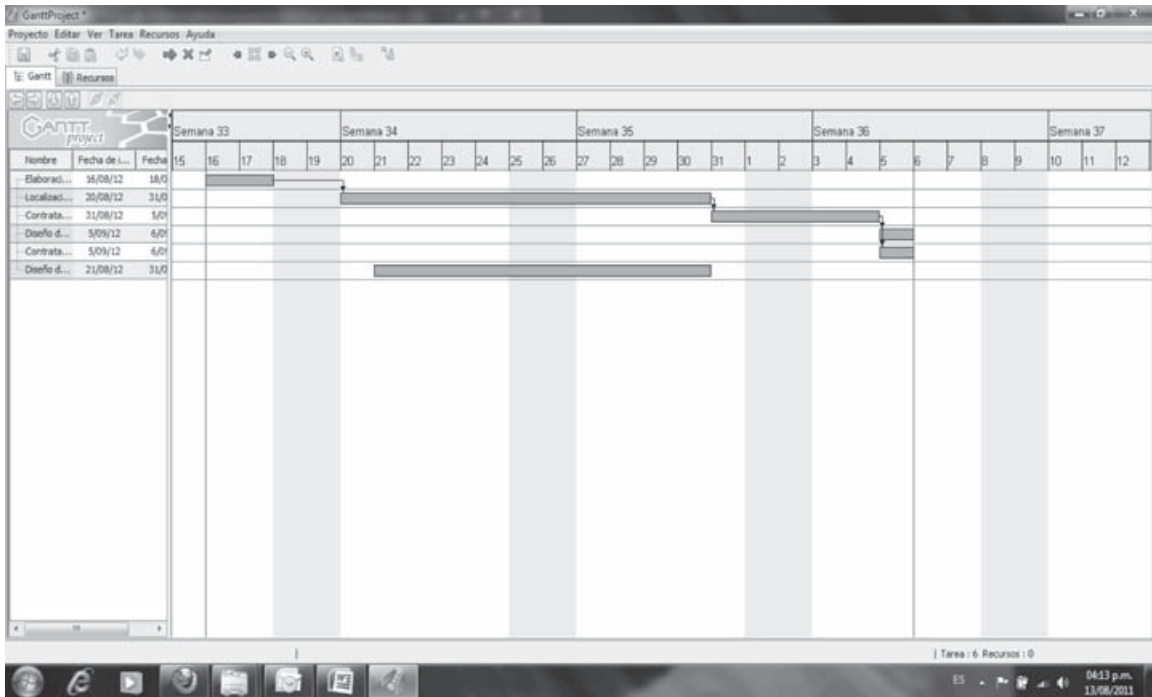 GanttProject *
Proyecto Editar Ver Tarea Recursos Ayuda
Gantt Recursos
GANTT project
Semana 33 Semana 34 Semana 35 Semana 36 Semana 37
Nombre Fecha de i... Fecha 15 16 17 18 19 20 21 22 23 24 25 26 27 28 29 30 31 1 2 3 4 5 6 7 8 9 10 11 12
Elaboraci... 16/08/12 18/0
Localizaci... 20/08/12 31/0
Contrata... 31/08/12 5/09
Diseño d... 5/09/12 6/09
Contrata... 5/09/12 6/09
Diseño d... 21/08/12 31/0
| Tarea : 6 Recursos : 0
ES 04:13 p.m.
13/08/2011